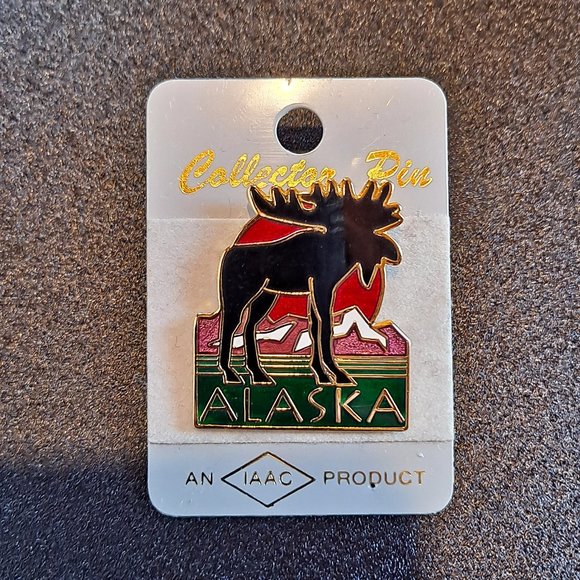 Collector Pin
ALASKA
AN IAAC PRODUCT